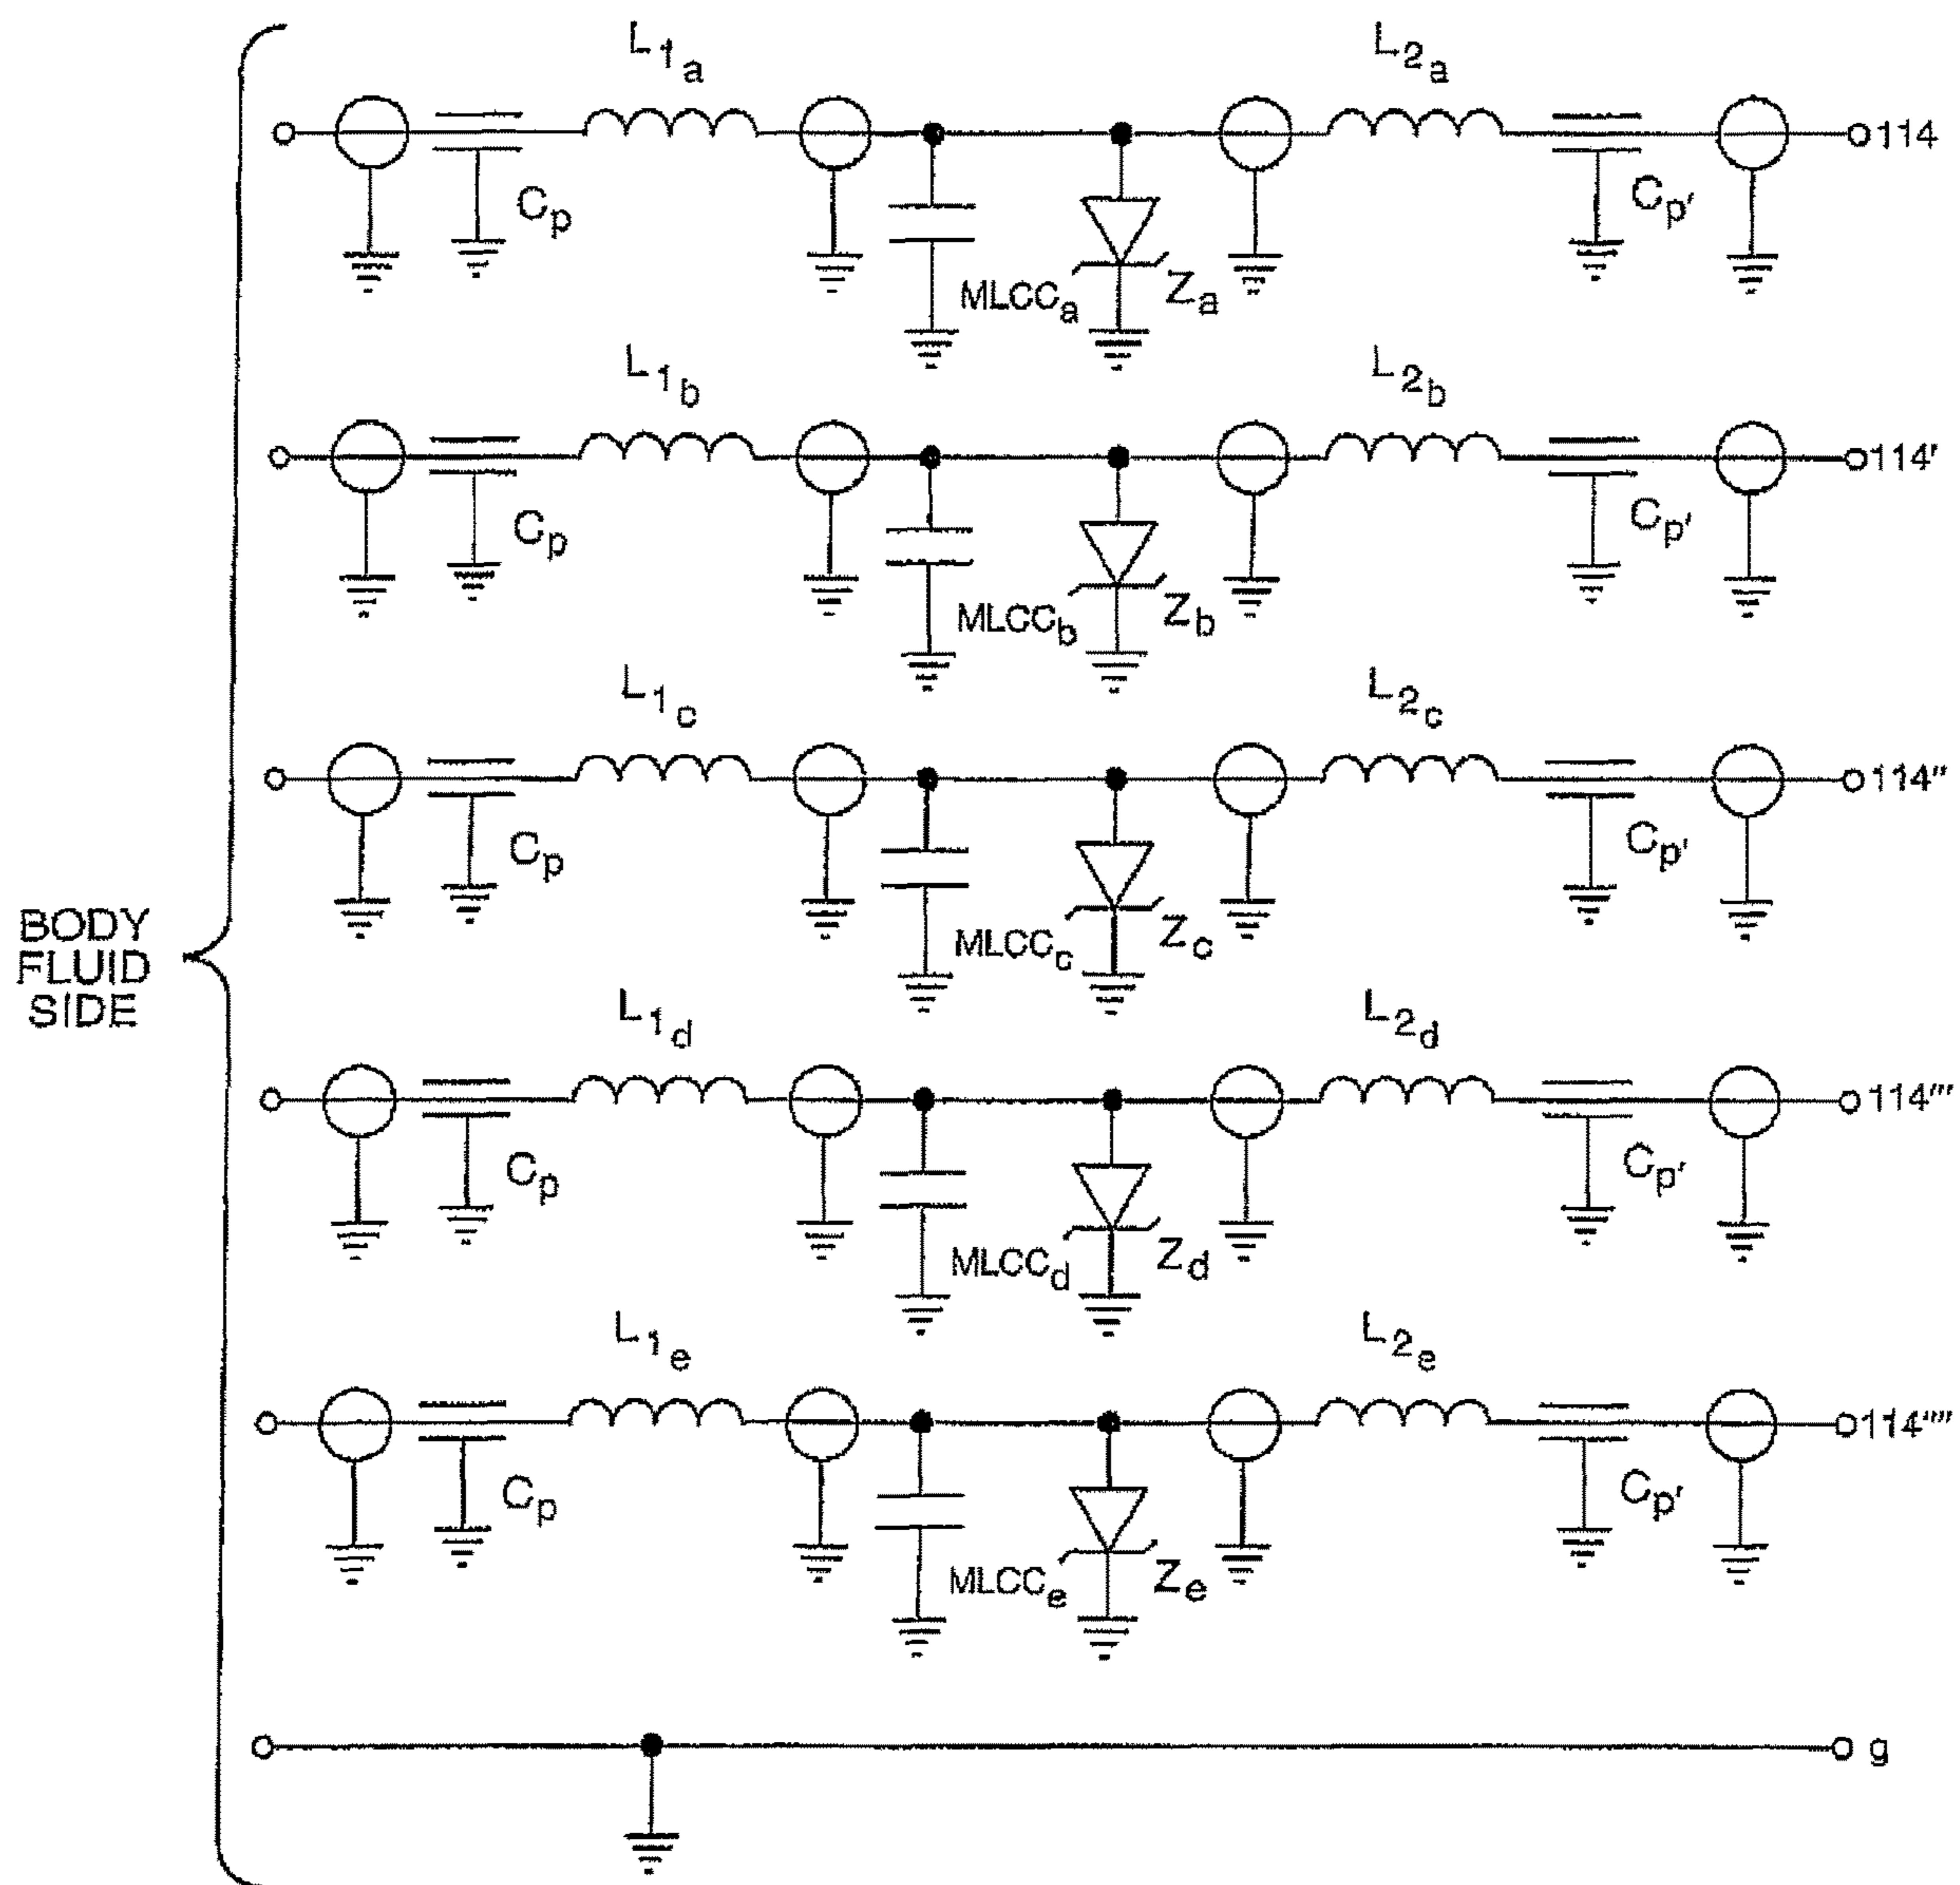 L1a L2a
114
Cp Cp'
MLCCa Za
L1b L2b
114'
Cp Cp'
MLCCb Zb
L1c L2c
114''
Cp Cp'
MLCCc Zc
BODY
FLUID
SIDE
L1d L2d
114'''
Cp Cp'
MLCCd Zd
L1e L2e
114''''
Cp Cp'
MLCCe Ze
g